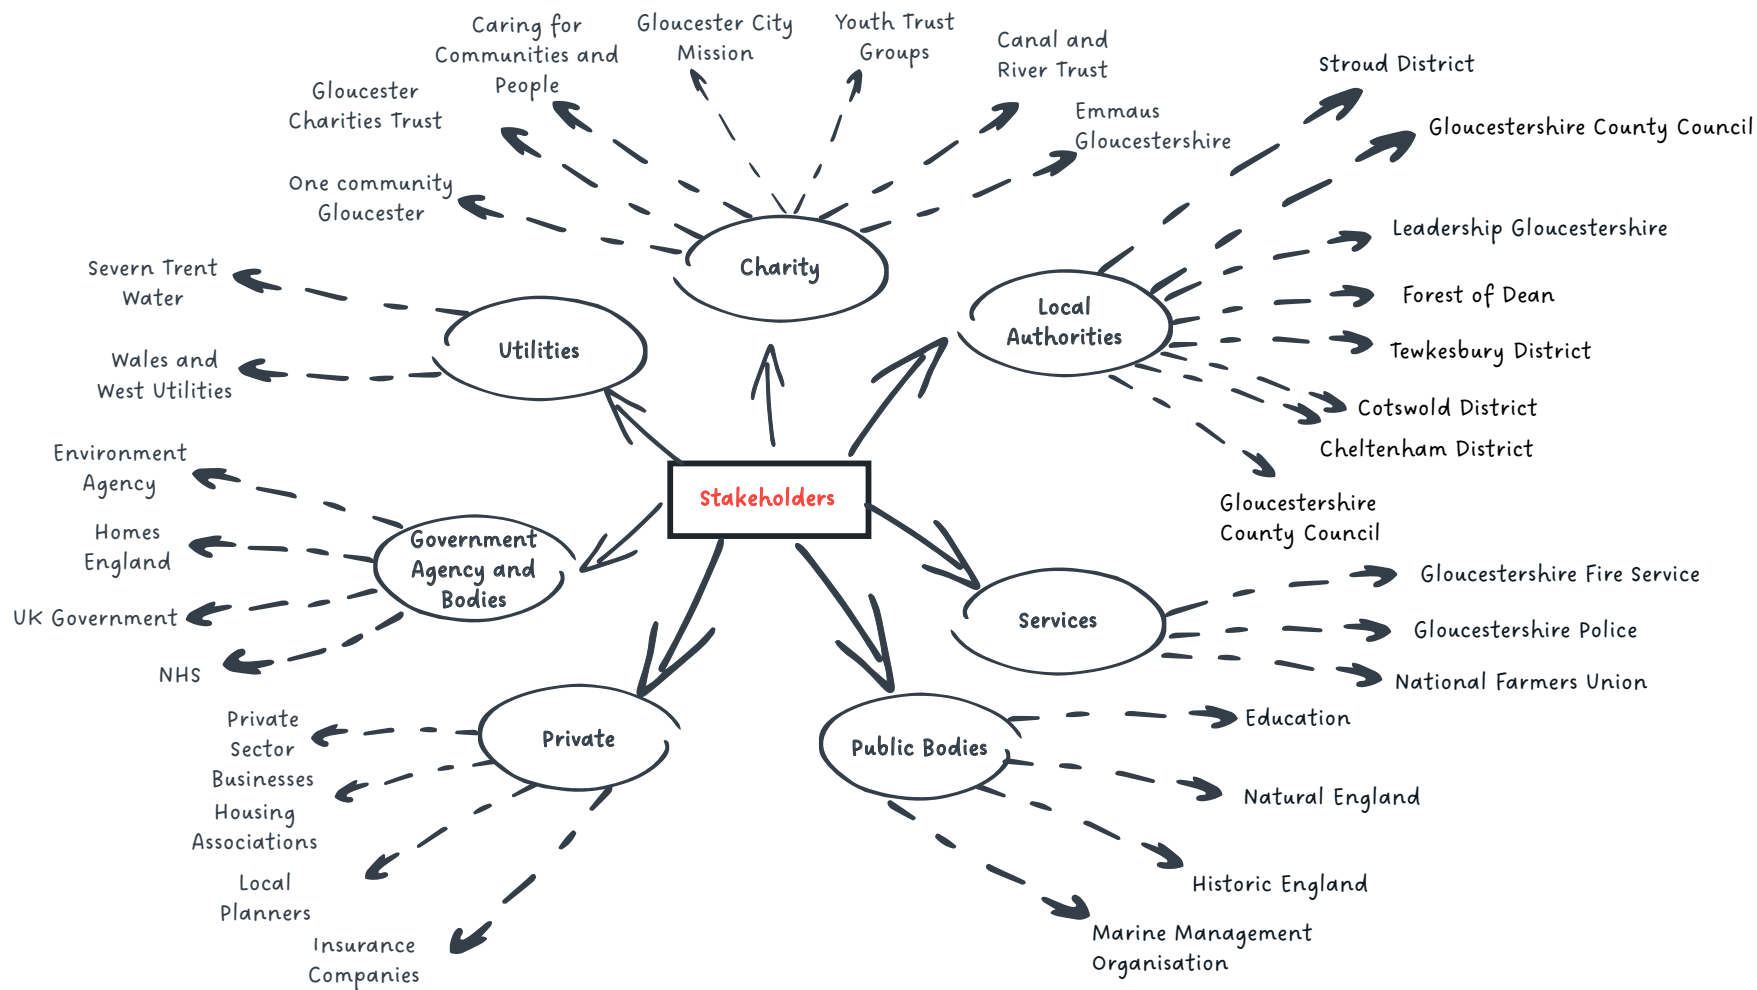 Caring for
Communities and
People
Gloucester City
Mission
Youth Trust
Groups
Canal and
River Trust
Stroud District
Gloucester
Charities Trust
Emmaus
Gloucestershire
Gloucestershire County Council
One community
Gloucester
Leadership Gloucestershire
Severn Trent
Water
Charity
Local
Authorities
Forest of Dean
Utilities
Tewkesbury District
Wales and
West Utilities
Cotswold District
Cheltenham District
Environment
Agency
Stakeholders
Gloucestershire
County Council
Homes
England
Government
Agency and
Bodies
Gloucestershire Fire Service
UK Government
Services
Gloucestershire Police
NHS
National Farmers Union
Private
Sector
Businesses
Private
Public Bodies
Education
Housing
Associations
Natural England
Local
Planners
Historic England
Insurance
Companies
Marine Management
Organisation